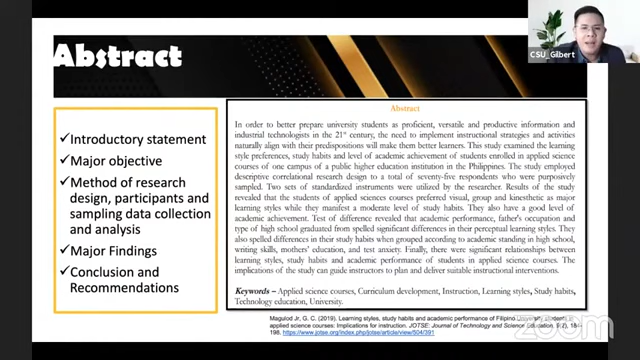 Abstract
✓Introductory statement
✓Major objective
✓Method of research
design, participants and
sampling data collection
and analysis
✓Major Findings
✓Conclusion and
Recommendations
Abstract
In order to better prepare university students as proficient, versatile and productive information and
industrial technologists in the 21st century, the need to implement instructional strategies and activities
naturally align with their predispositions will make them better learners. This study examined the learning
style preferences, study habits and level of academic achievement of students enrolled in applied science
courses of one campus of a public higher education institution in the Philippines. The study employed
descriptive correlational research design to a total of seventy-five respondents who were purposively
sampled. Two sets of standardized instruments were utilized by the researcher. Results of the study
revealed that the students of applied sciences courses preferred visual, group and kinesthetic as major
learning styles while they manifest a moderate level of study habits. They also have a good level of
academic achievement. Test of difference revealed that academic performance, father's occupation and
type of high school graduated from spelled significant differences in their perceptual learning styles. They
also spelled differences in their study habits when grouped according to academic standing in high school,
writing skills, mothers' education, and test anxiety. Finally, there were significant relationships between
learning styles, study habits and academic performance of students in applied science courses. The
implications of the study can guide instructors to plan and deliver suitable instructional interventions.
Keywords – Applied science courses, Curriculum development, Instruction, Learning styles, Study habits,
Technology education, University.
Magulod Jr, G. C. (2019). Learning styles, study habits and academic performance of Filipino University students in
applied science courses: Implications for instruction. JOTSE: Journal of Technology and Science Education, 9(2), 184-
198. https://www.jotse.org/index.php/jotse/article/view/504/391
CSU_Gilbert
zoom